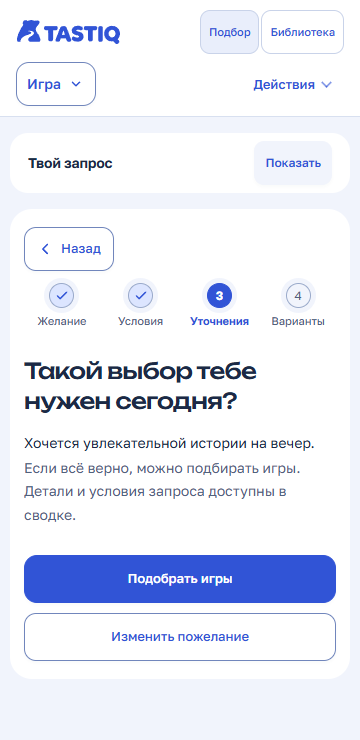 TASTIQ
Подбор
Библиотека
Игра
Действия
Твой запрос
Показать
Назад
3
4
Желание
Условия
Уточнения
Варианты
Такой выбор тебе
нужен сегодня?
Хочется увлекательной истории на вечер.
Если всё верно, можно подбирать игры.
Детали и условия запроса доступны в
сводке.
Подобрать игры
Изменить пожелание